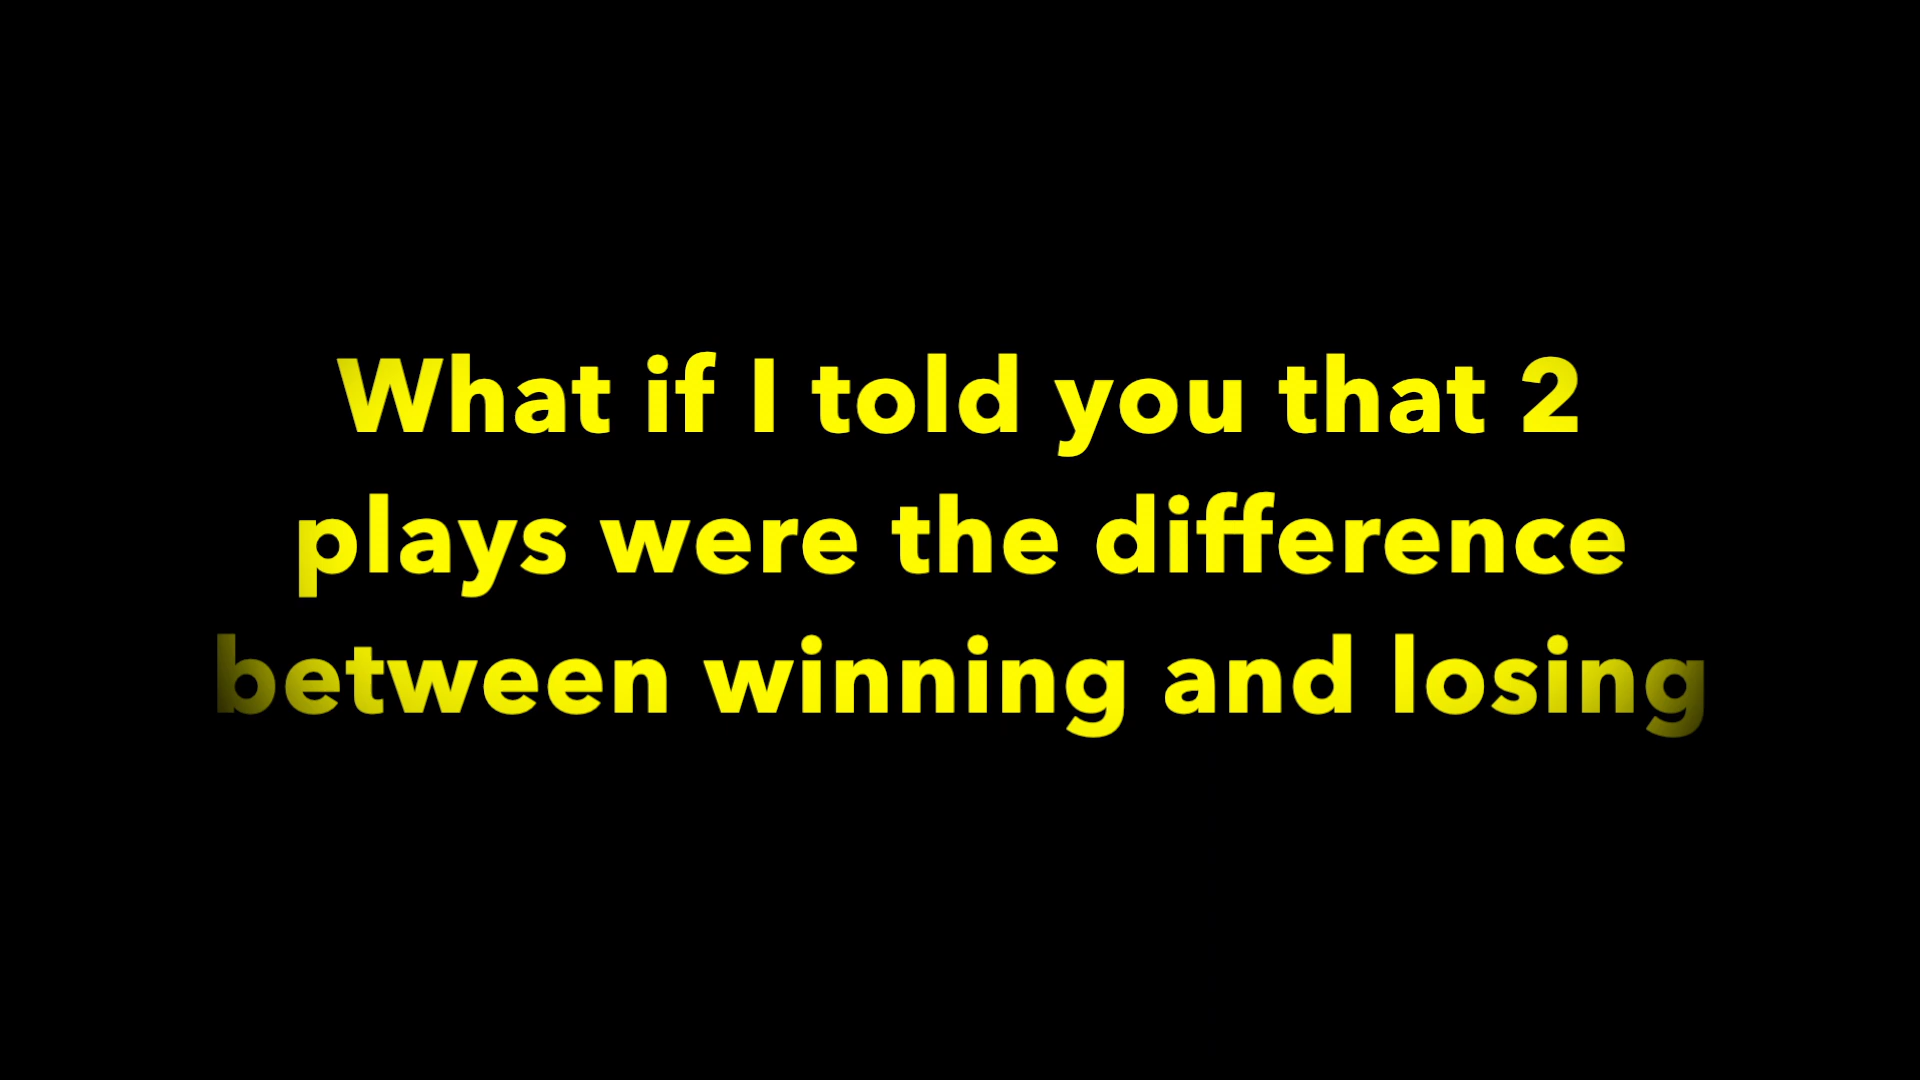 What if I told you that 2
plays were the difference
between winning and losing